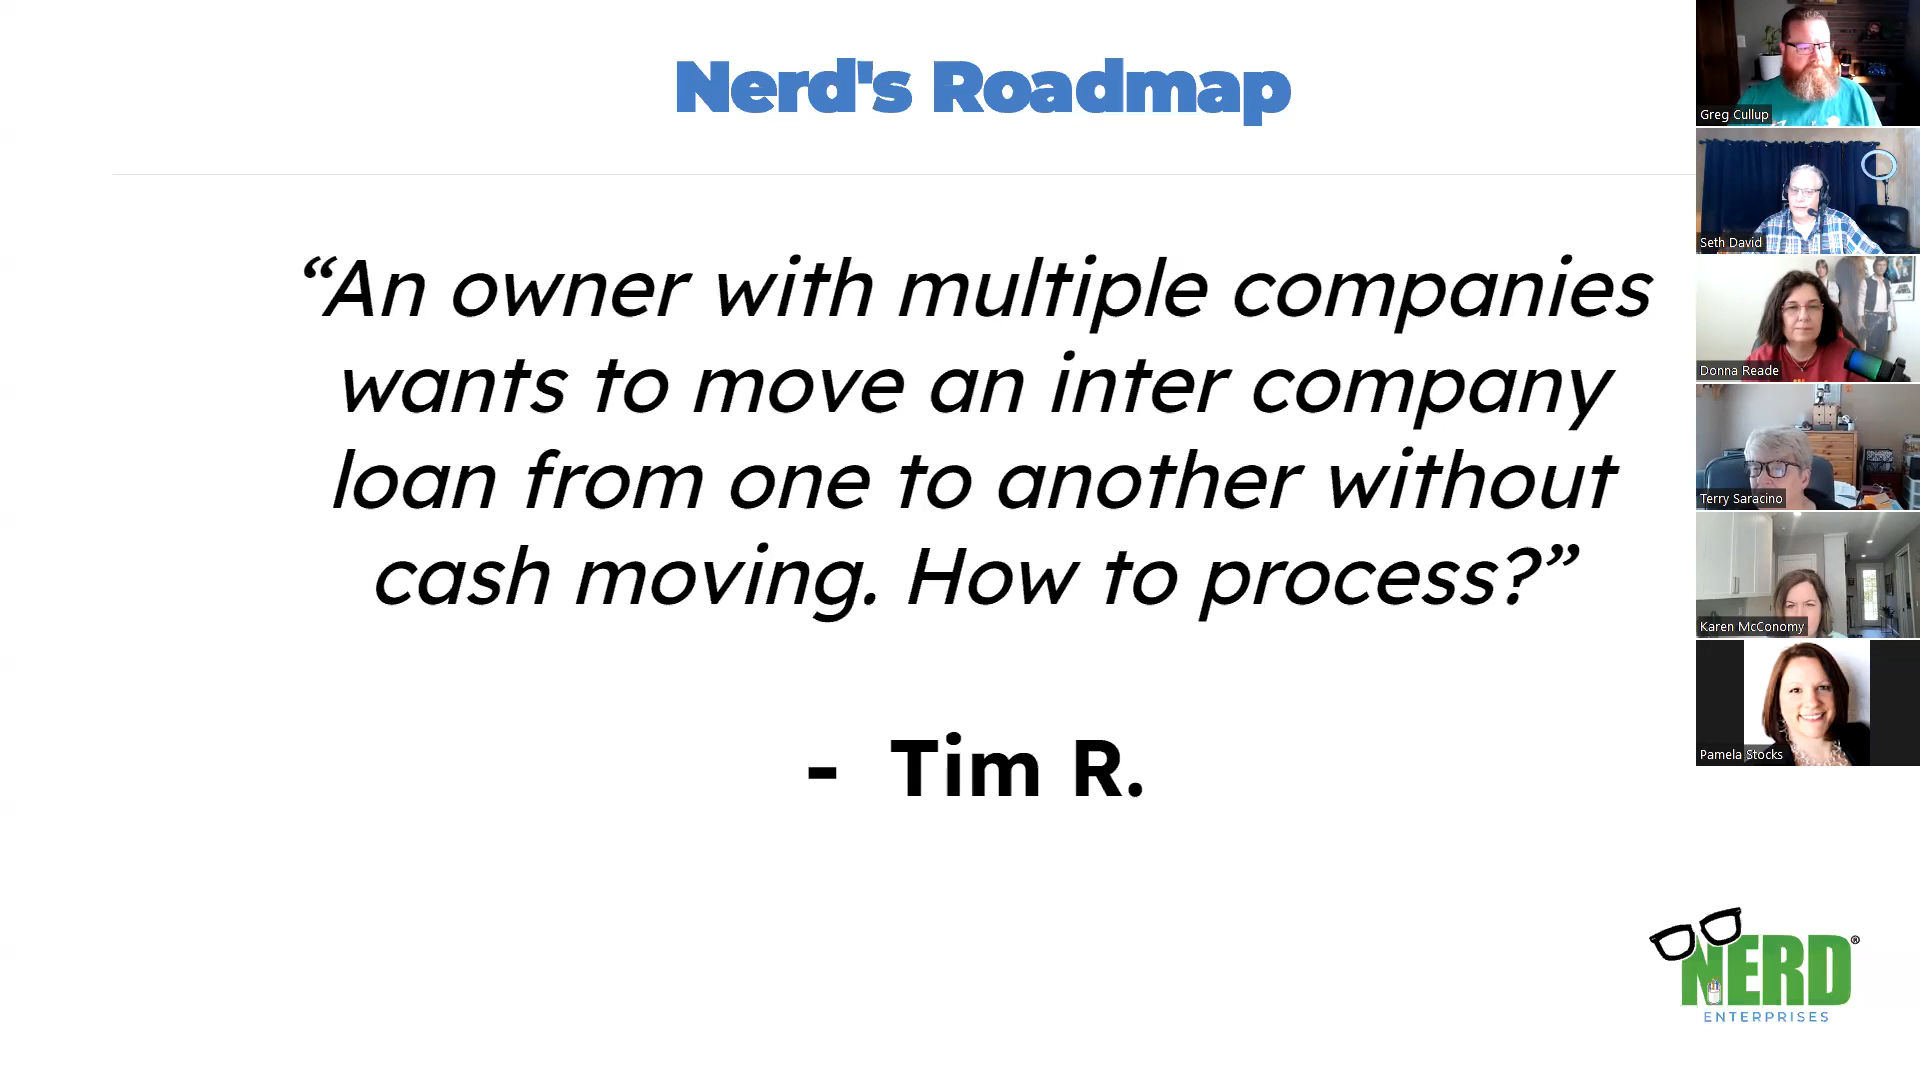 Nerd's Roadmap
“An owner with multiple companies
wants to move an inter company
loan from one to another without
cash moving. How to process?”
- Tim R.
Greg Cullup
Seth David
Donna Reade
Terry Saracino
Karen McConomy
Pamela Stocks
NERD®
ENTERPRISES